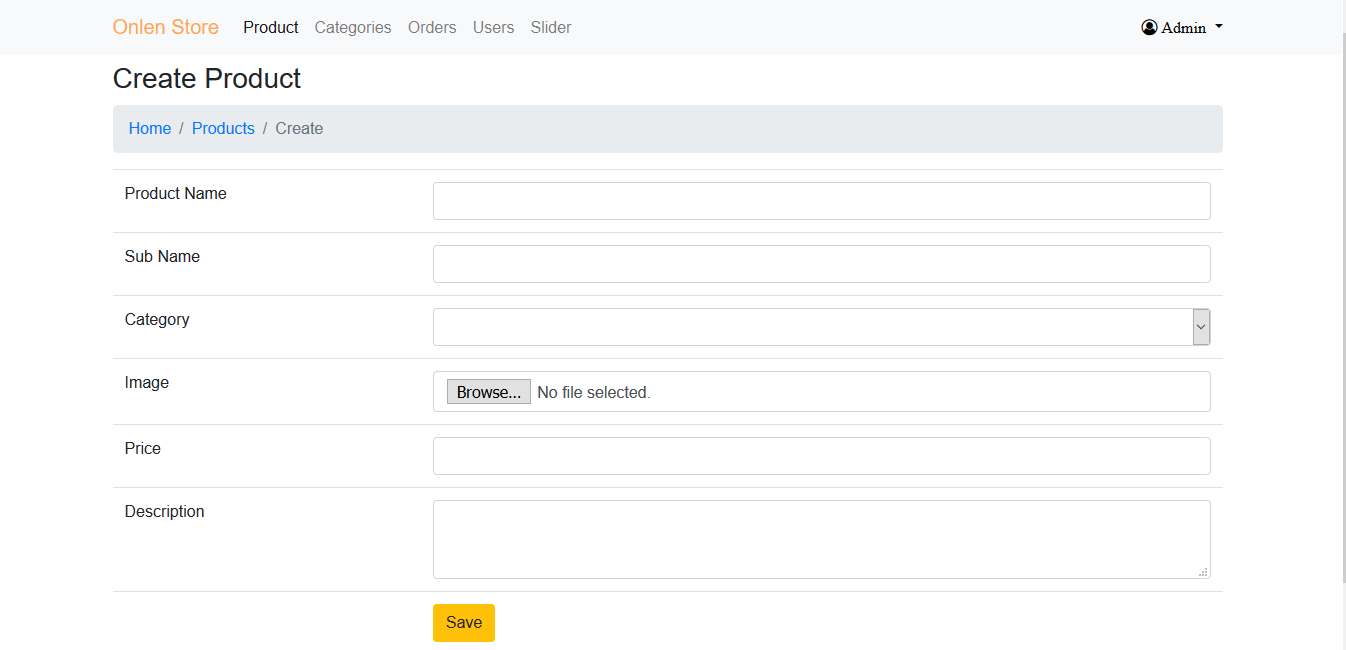 Onlen Store Product Categories Orders Users Slider Admin
Create Product
Home / Products / Create
Product Name
Sub Name
Category
Image Browse... No file selected.
Price
Description
Save